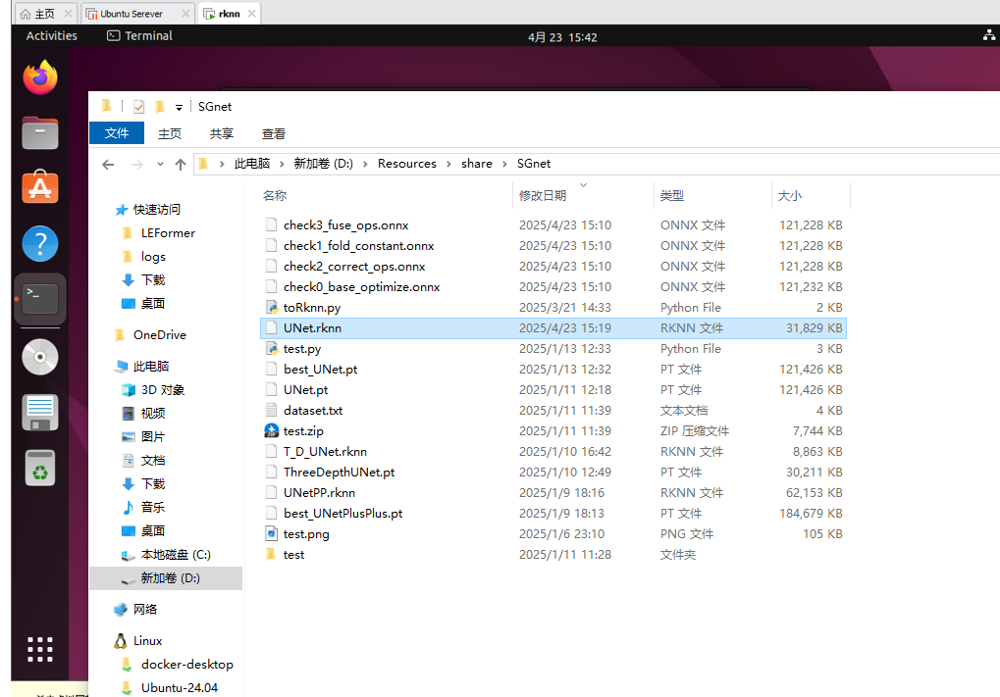 主页 Ubuntu Serever rknn
Activities Terminal 4月 23 15:42
SGnet
文件 主页 共享 查看
此电脑 新加卷 (D:) Resources share SGnet
名称 修改日期 类型 大小
快速访问
LEFormer
logs
下载
桌面
OneDrive
此电脑
3D 对象
视频
图片
文档
下载
音乐
桌面
本地磁盘 (C:)
新加卷 (D:)
网络
Linux
docker-desktop
Ubuntu-24.04
check3_fuse_ops.onnx 2025/4/23 15:10 ONNX 文件 121,228 KB
check1_fold_constant.onnx 2025/4/23 15:10 ONNX 文件 121,228 KB
check2_correct_ops.onnx 2025/4/23 15:10 ONNX 文件 121,228 KB
check0_base_optimize.onnx 2025/4/23 15:10 ONNX 文件 121,232 KB
toRknn.py 2025/3/21 14:33 Python File 2 KB
UNet.rknn 2025/4/23 15:19 RKNN 文件 31,829 KB
test.py 2025/1/13 12:33 Python File 3 KB
best_UNet.pt 2025/1/13 12:32 PT 文件 121,426 KB
UNet.pt 2025/1/11 12:18 PT 文件 121,426 KB
dataset.txt 2025/1/11 11:39 文本文档 4 KB
test.zip 2025/1/11 11:39 ZIP 压缩文件 7,744 KB
T_D_UNet.rknn 2025/1/10 16:42 RKNN 文件 8,863 KB
ThreeDepthUNet.pt 2025/1/10 12:49 PT 文件 30,211 KB
UNetPP.rknn 2025/1/9 18:16 RKNN 文件 62,153 KB
best_UNetPlusPlus.pt 2025/1/9 18:13 PT 文件 184,679 KB
test.png 2025/1/6 23:10 PNG 文件 105 KB
test 2025/1/11 11:28 文件夹